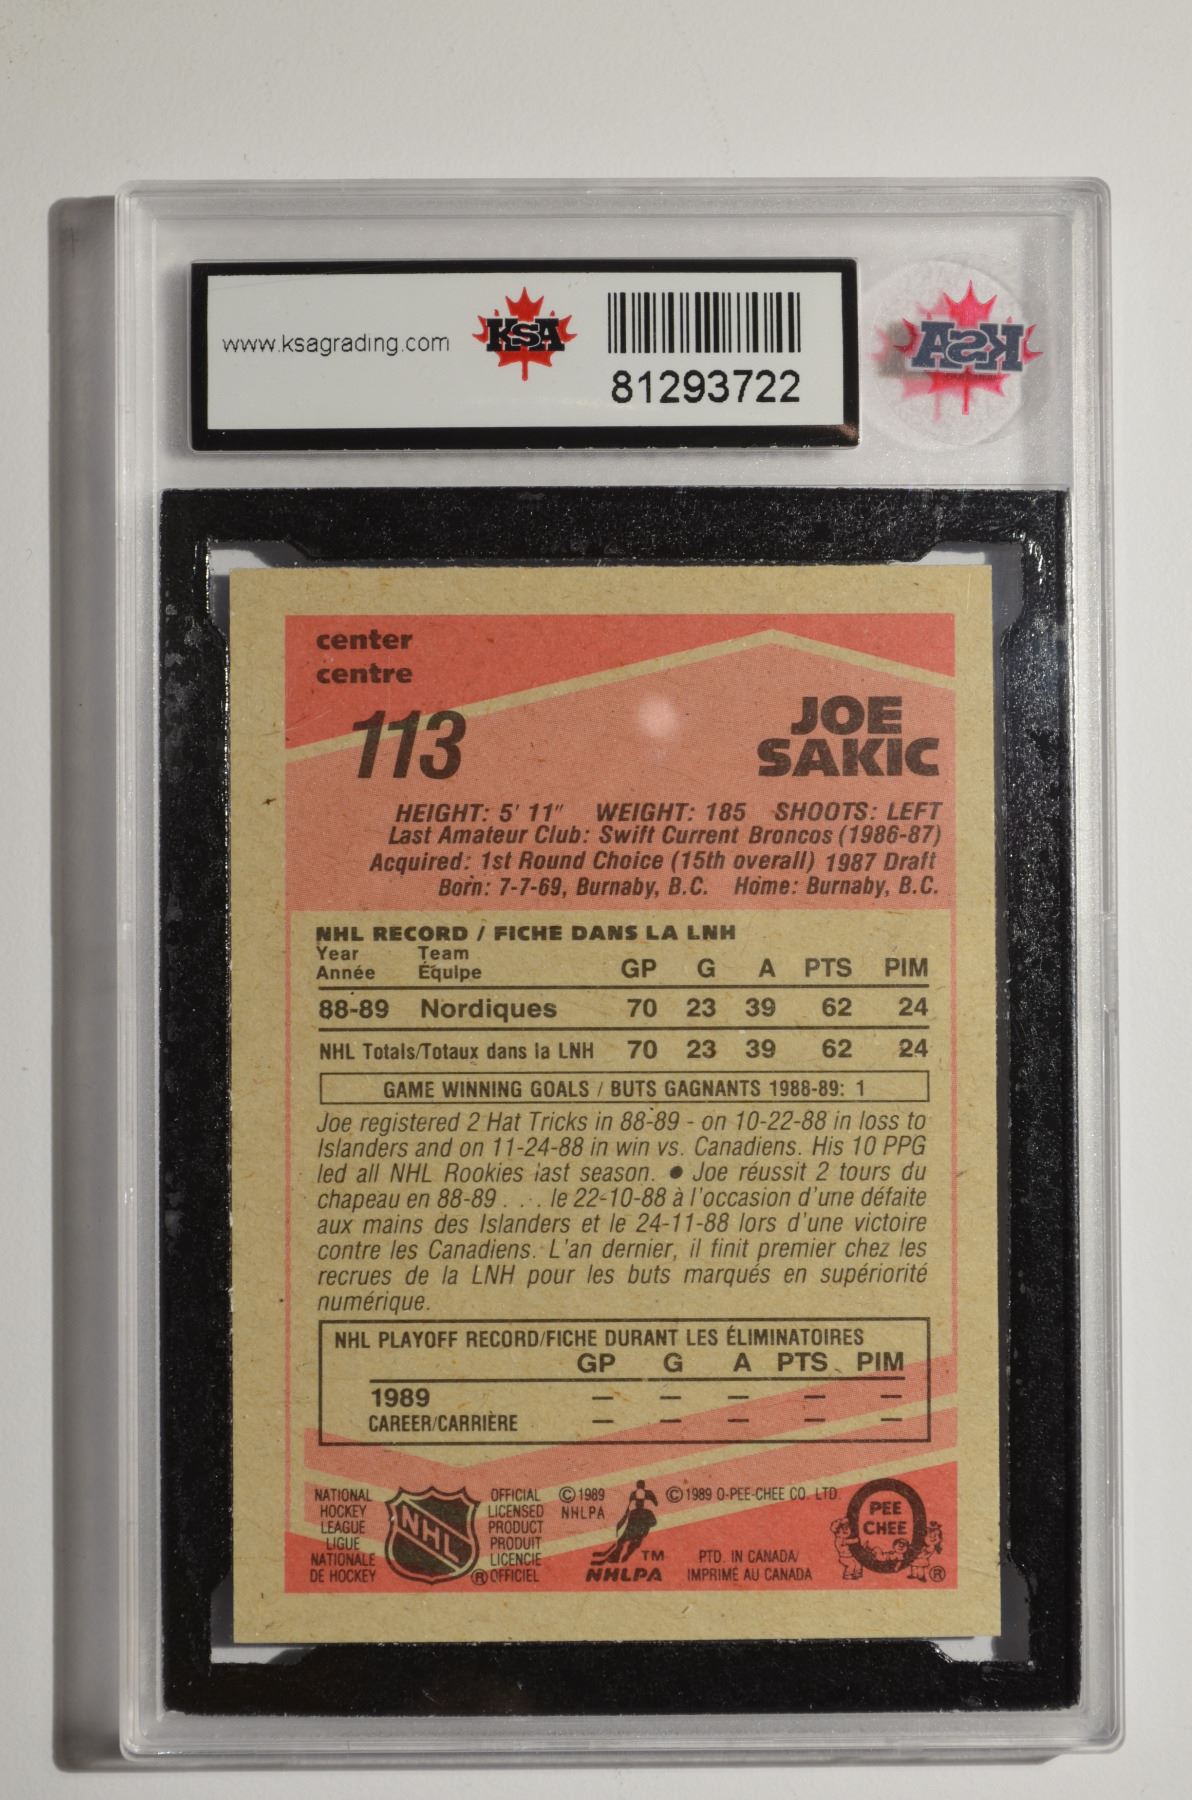 www.ksagrading.com
KSA
81293722
KSA
center
centre
113
JOE
SAKIC
HEIGHT: 5' 11" WEIGHT: 185 SHOOTS: LEFT
Last Amateur Club: Swift Current Broncos (1986-87)
Acquired: 1st Round Choice (15th overall) 1987 Draft
Born: 7-7-69, Burnaby, B.C. Home: Burnaby, B.C.
NHL RECORD / FICHE DANS LA LNH
Year Team
Année Équipe GP G A PTS PIM
88-89 Nordiques 70 23 39 62 24
NHL Totals/Totaux dans la LNH 70 23 39 62 24
GAME WINNING GOALS / BUTS GAGNANTS 1988-89: 1
Joe registered 2 Hat Tricks in 88-89 - on 10-22-88 in loss to
Islanders and on 11-24-88 in win vs. Canadiens. His 10 PPG
led all NHL Rookies last season. ● Joe réussit 2 tours du
chapeau en 88-89 . . . le 22-10-88 à l'occasion d'une défaite
aux mains des Islanders et le 24-11-88 lors d'une victoire
contre les Canadiens. L'an dernier, il finit premier chez les
recrues de la LNH pour les buts marqués en supériorité
numérique.
NHL PLAYOFF RECORD/FICHE DURANT LES ÉLIMINATOIRES
GP G A PTS PIM
1989 — — — — —
CAREER/CARRIÈRE — — — — —
NATIONAL
HOCKEY
LEAGUE
LIGUE
NATIONALE
DE HOCKEY
NHL
OFFICIAL
LICENSED
PRODUCT
PRODUIT
LICENCIE
® OFFICIEL
© 1989
NHLPA
TM
NHLPA
© 1989 O-PEE-CHEE CO. LTD.
PTD. IN CANADA/
IMPRIMÉ AU CANADA
PEE
CHEE
®